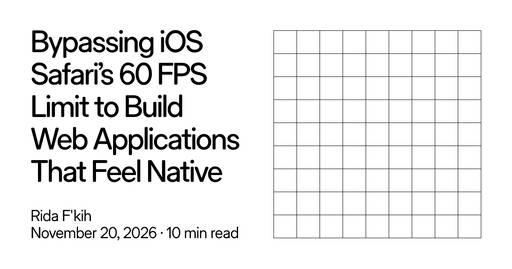 Bypassing iOS
Safari’s 60 FPS
Limit to Build
Web Applications
That Feel Native
Rida F'kih
November 20, 2026 · 10 min read